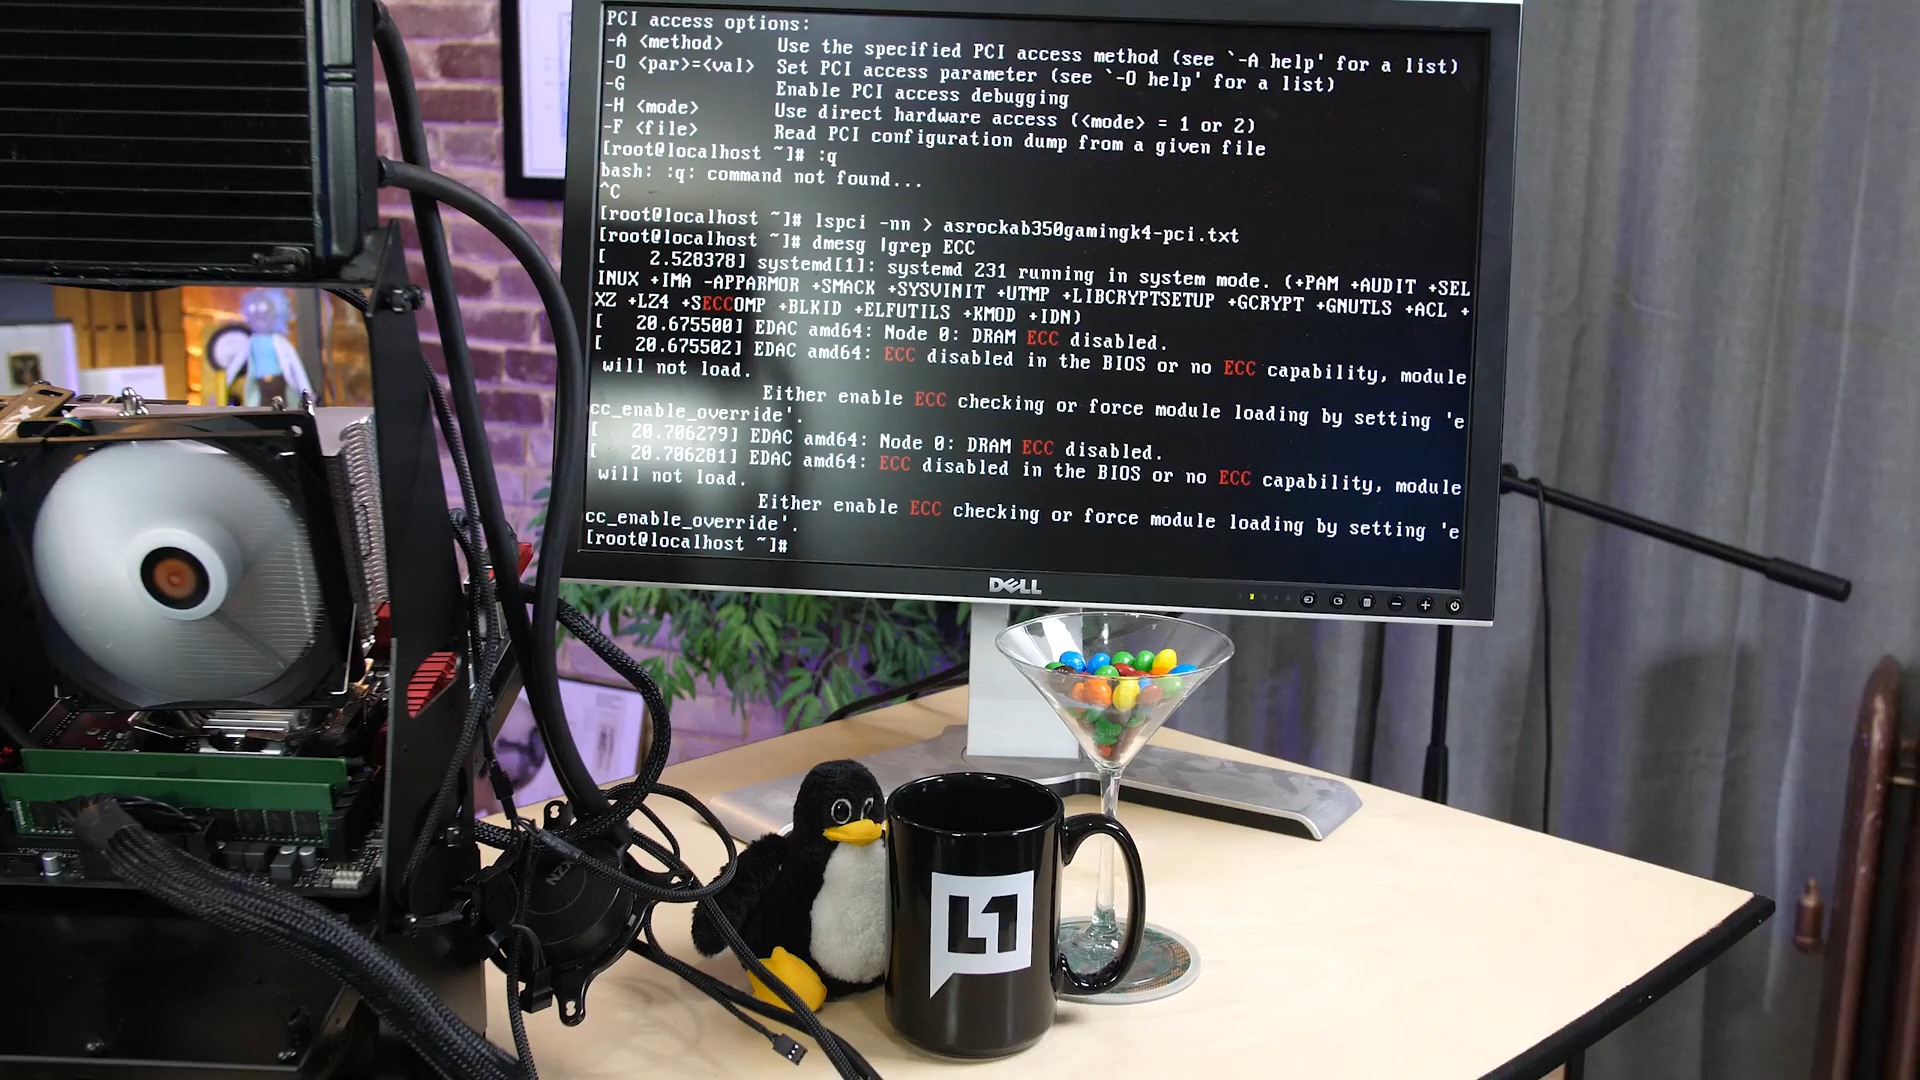 PCI access options:
-A <method>     Use the specified PCI access method (see `-A help' for a list)
-O <par>=<val>  Set PCI access parameter (see `-O help' for a list)
-G              Enable PCI access debugging
-H <mode>       Use direct hardware access (<mode> = 1 or 2)
-F <file>       Read PCI configuration dump from a given file
[root@localhost ~]# :q
bash: :q: command not found...
^C
[root@localhost ~]# lspci -nn > asrockab350gamingk4-pci.txt
[root@localhost ~]# dmesg |grep ECC
[    2.528378] systemd[1]: systemd 231 running in system mode. (+PAM +AUDIT +SEL
INUX +IMA -APPARMOR +SMACK +SYSVINIT +UTMP +LIBCRYPTSETUP +GCRYPT +GNUTLS +ACL +
XZ +LZ4 +SECCOMP +BLKID +ELFUTILS +KMOD +IDN)
[   20.675500] EDAC amd64: Node 0: DRAM ECC disabled.
[   20.675502] EDAC amd64: ECC disabled in the BIOS or no ECC capability, module
will not load.
Either enable ECC checking or force module loading by setting 'e
cc_enable_override'.
[   20.706279] EDAC amd64: Node 0: DRAM ECC disabled.
[   20.706281] EDAC amd64: ECC disabled in the BIOS or no ECC capability, module
will not load.
Either enable ECC checking or force module loading by setting 'e
cc_enable_override'.
[root@localhost ~]#
DELL
NZXT
L1